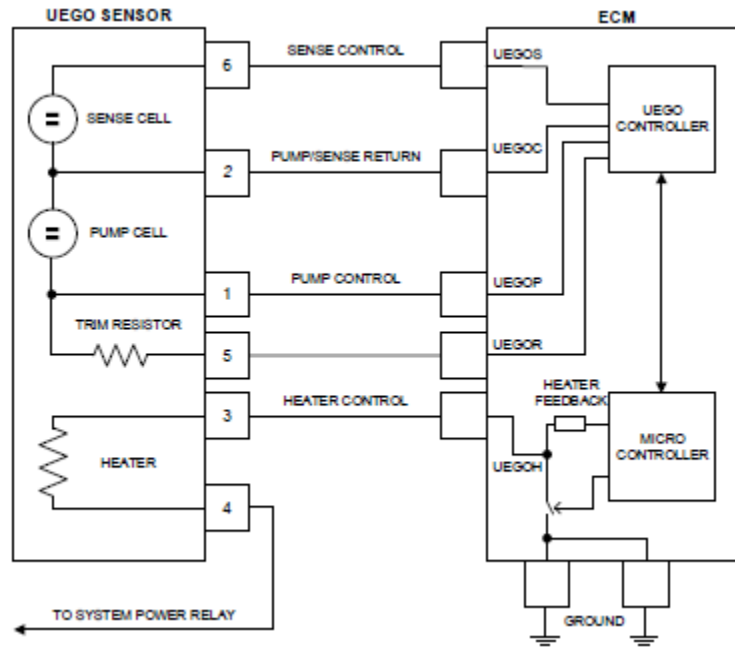 UEGO SENSOR
ECM
6
SENSE CONTROL
UEGOS
SENSE CELL
UEGO
CONTROLLER
2
PUMP/SENSE RETURN
UEGOC
PUMP CELL
1
PUMP CONTROL
UEGOP
TRIM RESISTOR
5
UEGOR
HEATER
FEEDBACK
3
HEATER CONTROL
MICRO
CONTROLLER
HEATER
UEGOH
4
TO SYSTEM POWER RELAY
GROUND